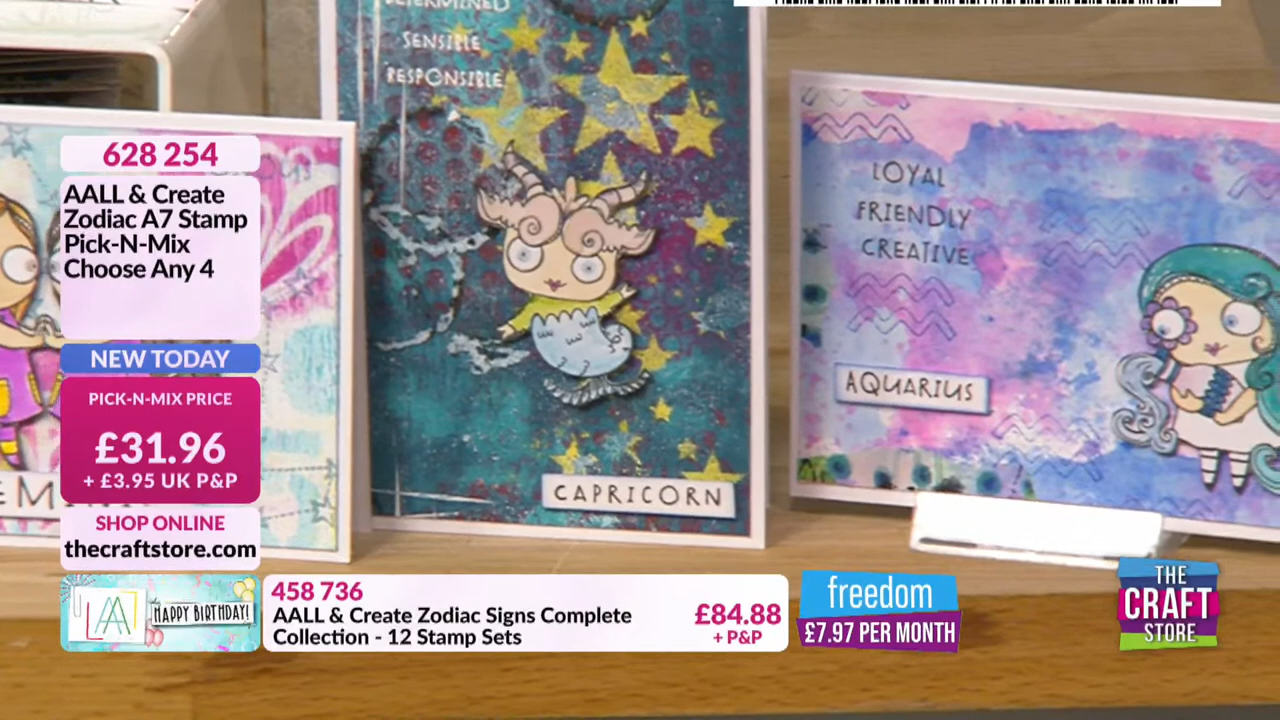 DETERMINED
SENSIBLE
RESPONSIBLE
LOYAL
FRIENDLY
CREATIVE
AQUARIUS
CAPRICORN
628 254
AALL & Create
Zodiac A7 Stamp
Pick-N-Mix
Choose Any 4
NEW TODAY
PICK-N-MIX PRICE
£31.96
+ £3.95 UK P&P
SHOP ONLINE
thecraftstore.com
HAPPY BIRTHDAY!
458 736
AALL & Create Zodiac Signs Complete
Collection - 12 Stamp Sets
£84.88
+ P&P
freedom
£7.97 PER MONTH
THE
CRAFT
STORE